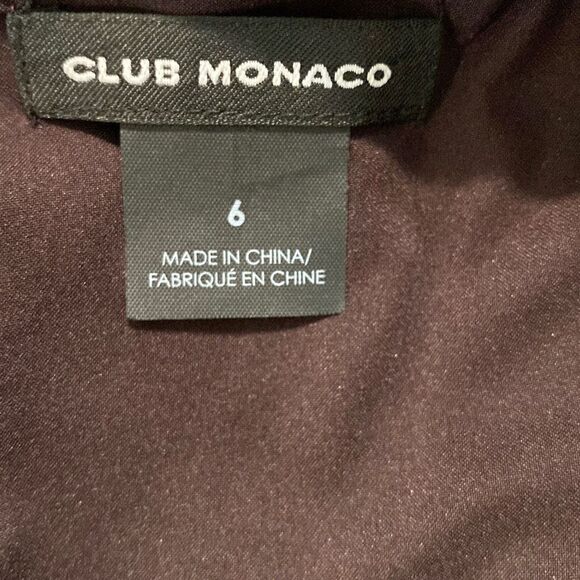 CLUB MONACO
6
MADE IN CHINA/
FABRIQUÉ EN CHINE